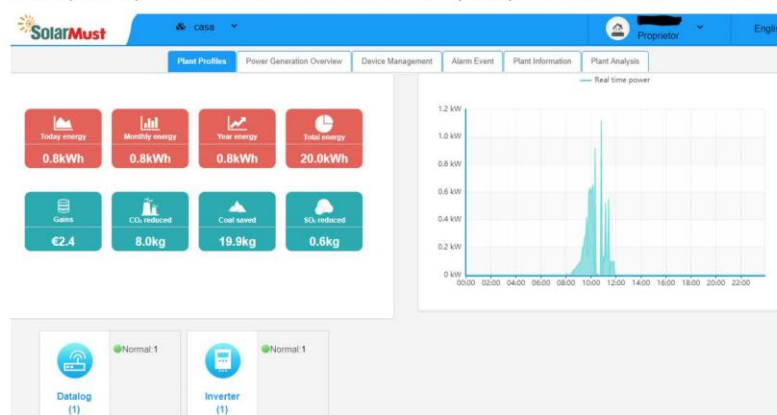 SolarMust
casa
Proprietor
Plant Profiles
Power Generation Overview
Device Management
Alarm Event
Plant Information
Plant Analysis
Today energy
0.8kWh
Monthly energy
0.8kWh
Year energy
0.8kWh
Total energy
20.0kWh
Gains
€2.4
CO₂ reduced
8.0kg
Coal saved
19.9kg
SO₂ reduced
0.6kg
Real time power
1.2 kW
1.0 kW
0.8 kW
0.6 kW
0.4 kW
0.2 kW
0 kW
00:00 02:00 04:00 06:00 08:00 10:00 12:00 14:00 16:00 18:00 20:00 22:00
Normal:1
Datalog
(1)
Normal:1
Inverter
(1)